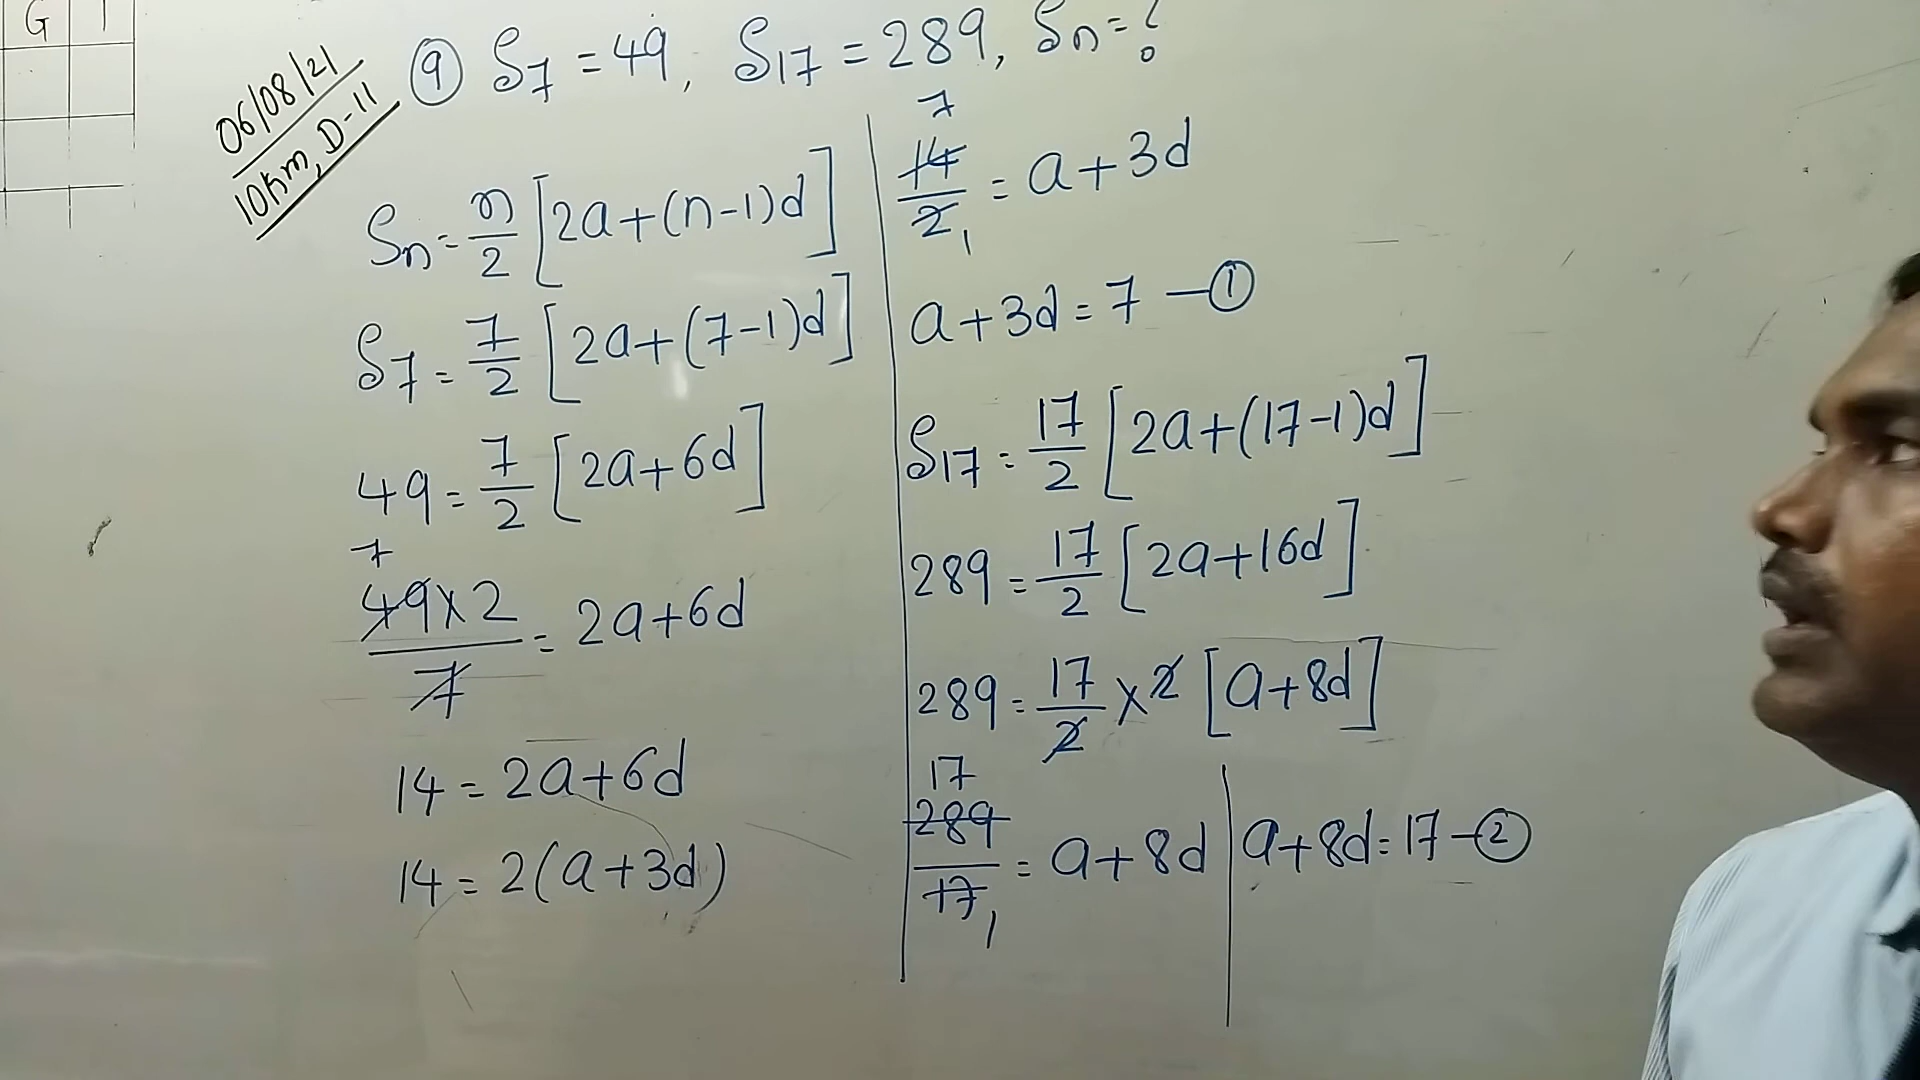 G T
06/08/21
10Km, D-11
⑨ S7 = 49, S17 = 289, Sn = ?
Sn = n/2 [2a+(n-1)d]
S7 = 7/2 [2a+(7-1)d]
49 = 7/2 [2a+6d]
7
49×2/7 = 2a+6d
14 = 2a+6d
14 = 2(a+3d)
7
14/2 = a+3d
1
a+3d = 7 — ①
S17 = 17/2 [2a+(17-1)d]
289 = 17/2 [2a+16d]
289 = 17/2 × 2 [a+8d]
17
289/17 = a+8d
1
a+8d = 17 — ②